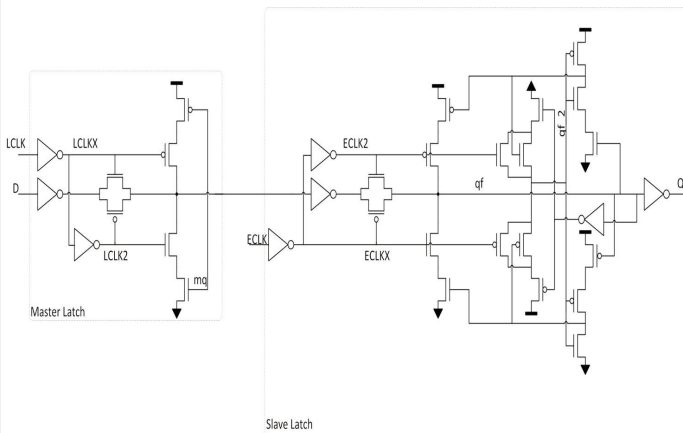 LCLK
LCLKX
D
LCLK2
mq
Master Latch
ECLK2
ECLK
ECLKX
qf
qf_2
Q
Slave Latch